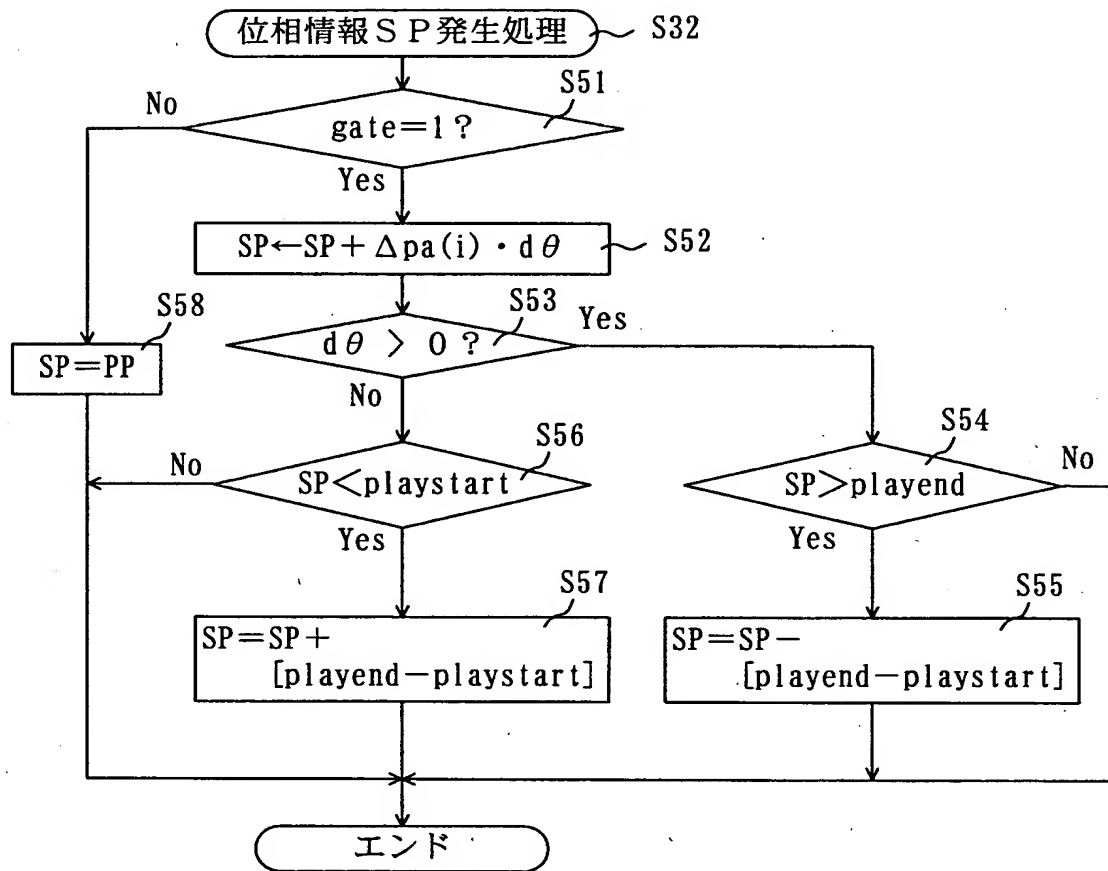 位相情報ＳＰ発生処理
S32
S51
No
gate=1?
Yes
SP←SP+Δpa(i)・dθ
S52
S53
S58
Yes
dθ > 0?
SP=PP
No
S56
S54
No
No
SP<playstart
SP>playend
Yes
Yes
S57
S55
SP=SP+
[playend−playstart]
SP=SP−
[playend−playstart]
エンド